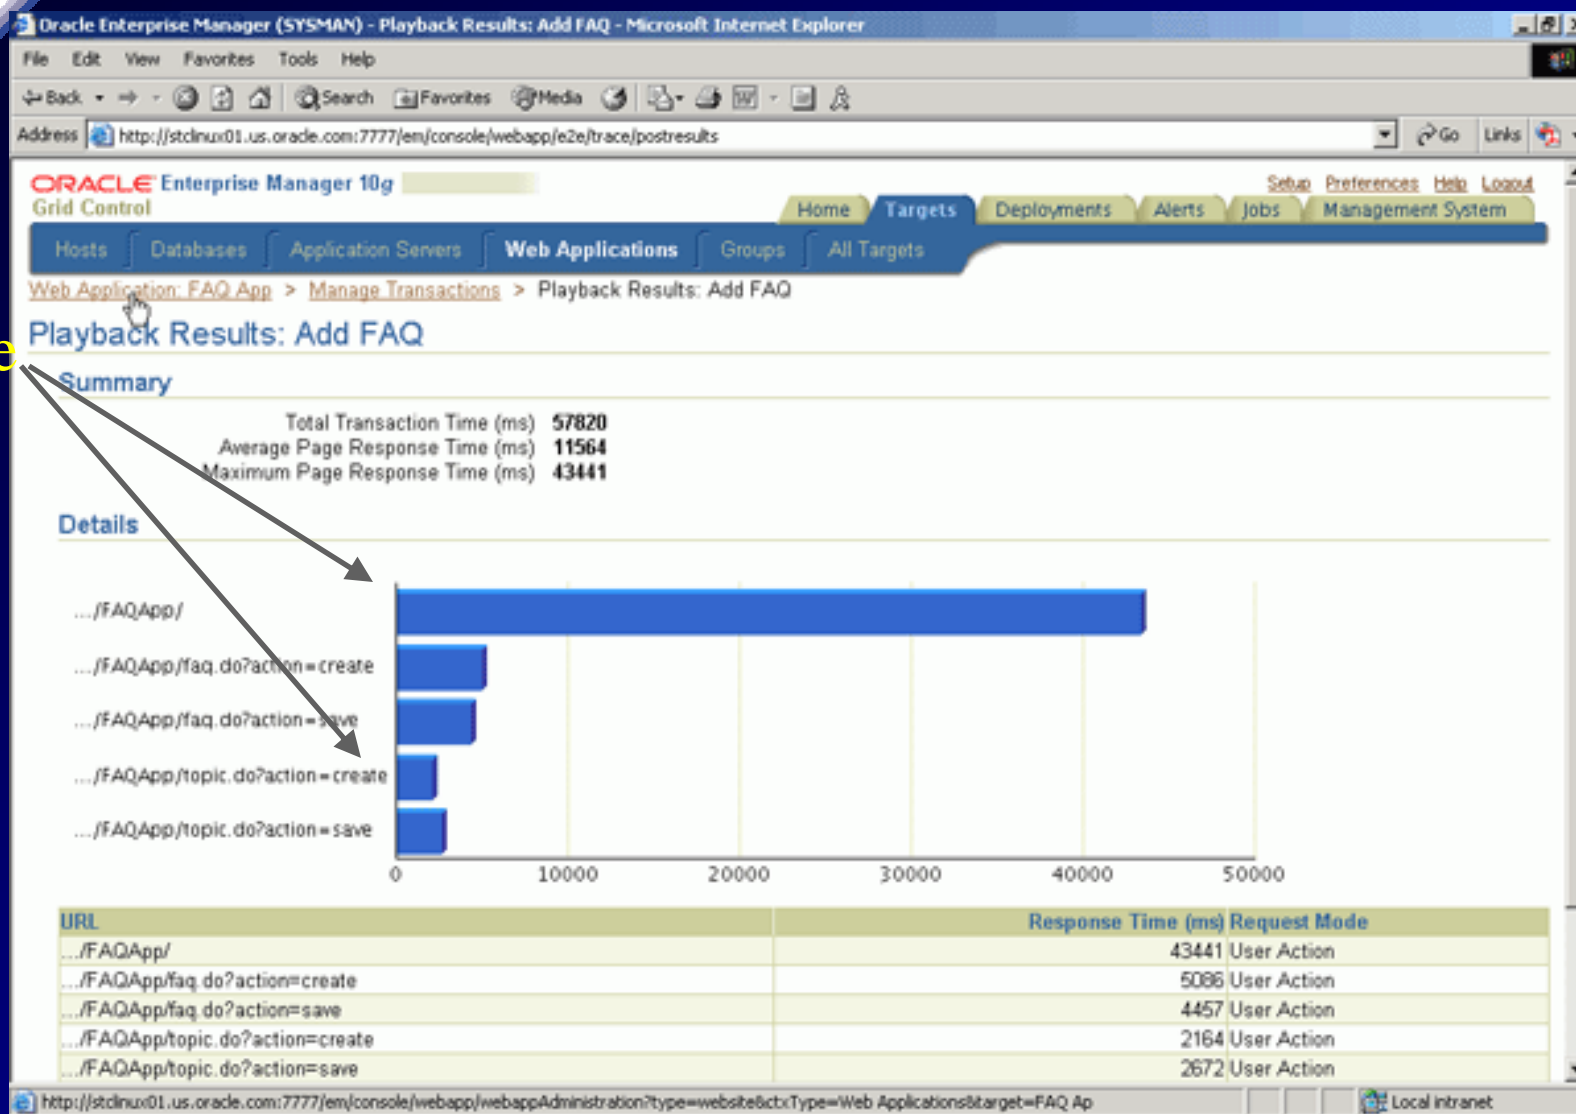 Oracle Enterprise Manager (SYSMAN) - Playback Results: Add FAQ - Microsoft Internet Explorer
File Edit View Favorites Tools Help
Back Search Favorites Media
Address http://stclinux01.us.oracle.com:7777/em/console/webapp/e2e/trace/postresults Go Links
ORACLE Enterprise Manager 10g
Grid Control
Setup Preferences Help Logout
Home Targets Deployments Alerts Jobs Management System
Hosts Databases Application Servers Web Applications Groups All Targets
Web Application: FAQ App > Manage Transactions > Playback Results: Add FAQ
Playback Results: Add FAQ
e
Summary
Total Transaction Time (ms) 57820
Average Page Response Time (ms) 11564
Maximum Page Response Time (ms) 43441
Details
.../FAQApp/
.../FAQApp/faq.do?action=create
.../FAQApp/faq.do?action=save
.../FAQApp/topic.do?action=create
.../FAQApp/topic.do?action=save
0 10000 20000 30000 40000 50000
URL Response Time (ms) Request Mode
.../FAQApp/ 43441 User Action
.../FAQApp/faq.do?action=create 5086 User Action
.../FAQApp/faq.do?action=save 4457 User Action
.../FAQApp/topic.do?action=create 2164 User Action
.../FAQApp/topic.do?action=save 2672 User Action
http://stclinux01.us.oracle.com:7777/em/console/webapp/webappAdministration?type=website&ctxType=Web Applications&target=FAQ Ap Local intranet